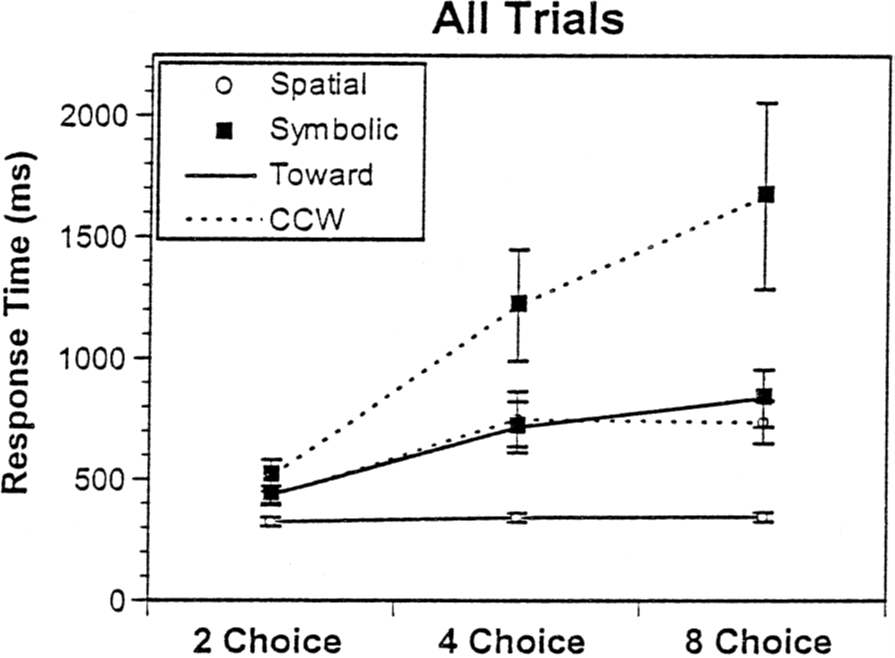 All Trials
Spatial
Symbolic
Toward
CCW
Response Time (ms)
2000
1500
1000
500
0
2 Choice
4 Choice
8 Choice